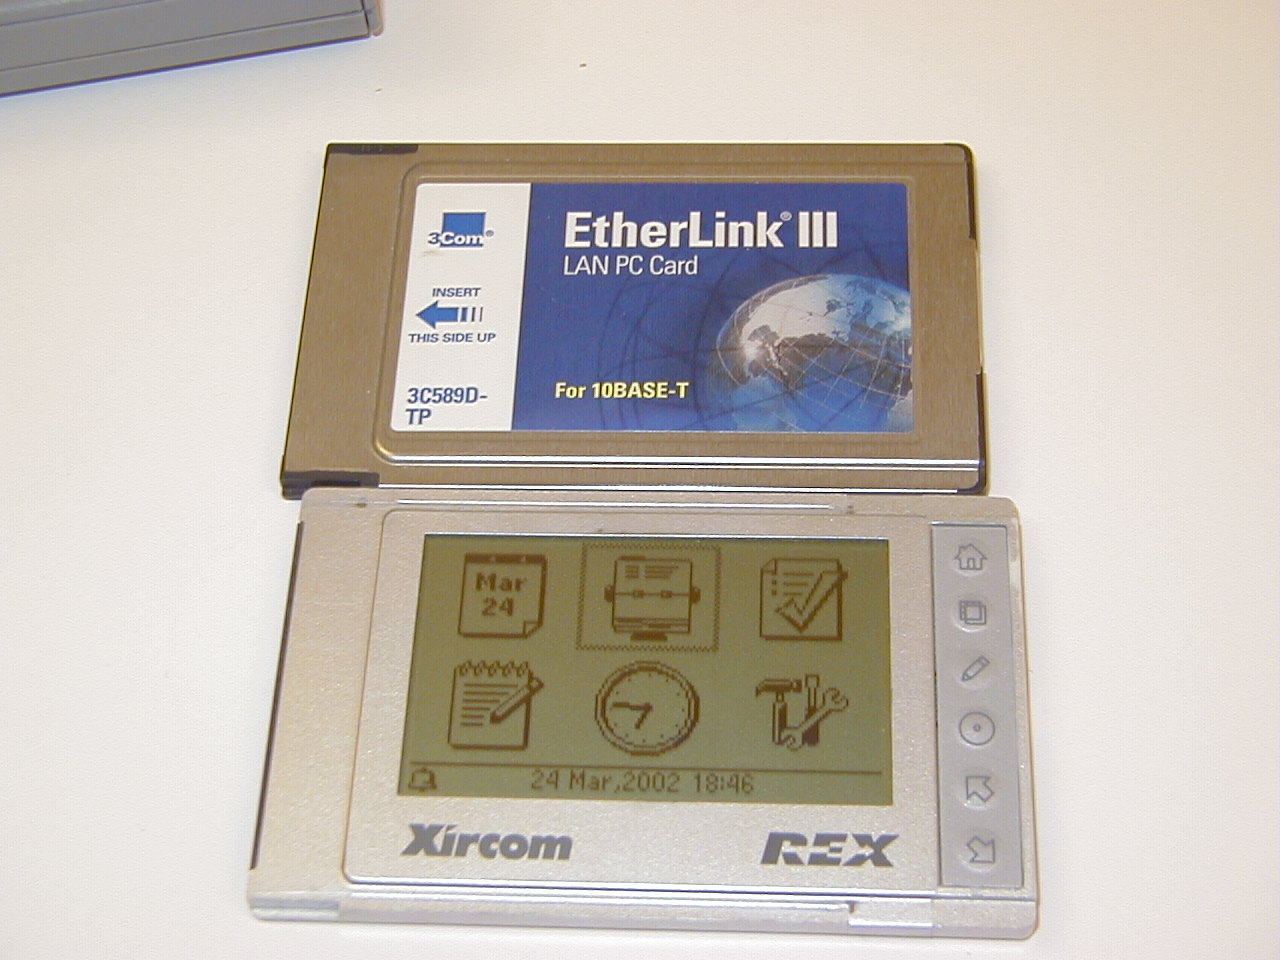 3Com®
INSERT
THIS SIDE UP
3C589D-
TP
EtherLink® III
LAN PC Card
For 10BASE-T
Mar
24
24 Mar,2002 18:46
Xircom
REX